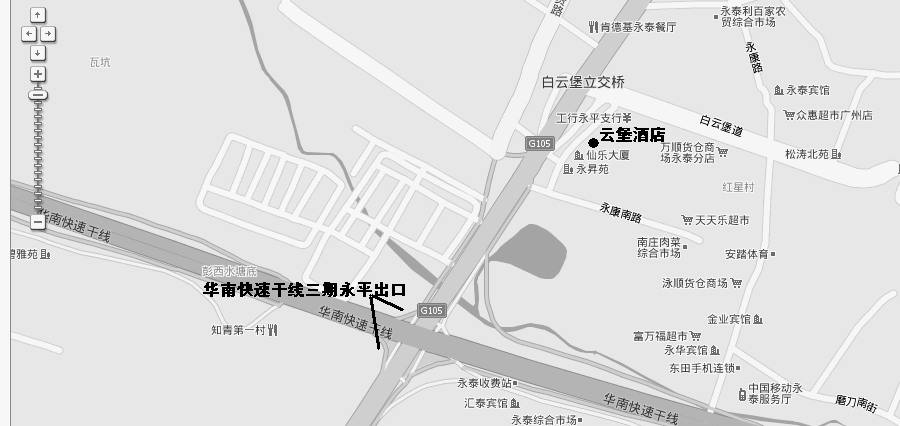 永泰利百家农
贸综合市场
肯德基永泰餐厅
永康路
瓦坑
白云堡立交桥
永泰宾馆
众惠超市广州店
工行永平支行
白云堡道
云堡酒店
G105
仙乐大厦
万顺货仓商
场永泰分店
松涛北苑
永昇苑
红星村
永康南路
天天乐超市
华南快速干线
南庄肉菜
综合市场
安踏体育
碧雅苑
彭西水塘底
泳顺货仓商场
华南快速干线三期永平出口
G105
华南快速干线
金业宾馆
知青第一村
富万福超市
永华宾馆
东田手机连锁
永泰收费站
中国移动永
泰服务厅
汇泰宾馆
华南快速干线
磨刀南街
永泰综合市场